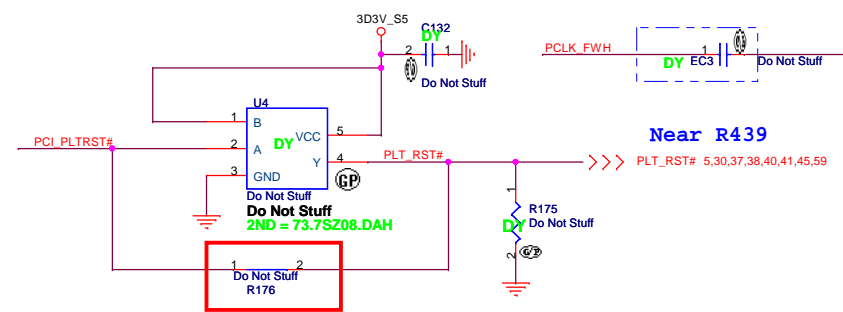 3D3V_S5
C132
DY
2
1
Do Not Stuff
PCLK_FWH
1
DY
EC3
Do Not Stuff
U4
1
B
VCC
5
PCI_PLTRST#
2
A
DY
Y
4
PLT_RST#
3
GND
GP
Do Not Stuff
Do Not Stuff
2ND = 73.7SZ08.DAH
Near R439
PLT_RST# 5,30,37,38,40,41,45,59
1
R175
DY
Do Not Stuff
2
G/P
1
2
Do Not Stuff
R176